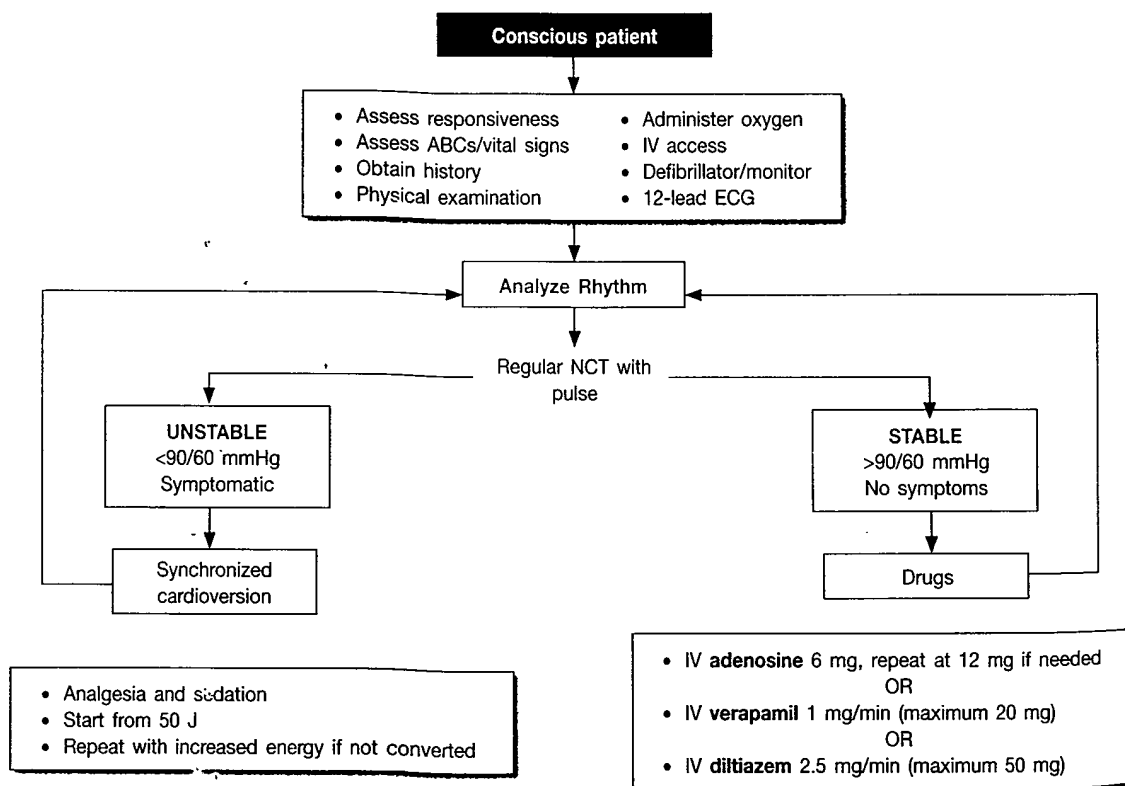 Conscious patient
• Assess responsiveness
• Assess ABCs/vital signs
• Obtain history
• Physical examination
• Administer oxygen
• IV access
• Defibrillator/monitor
• 12-lead ECG
Analyze Rhythm
Regular NCT with
pulse
UNSTABLE
<90/60 mmHg
Symptomatic
STABLE
>90/60 mmHg
No symptoms
Synchronized
cardioversion
Drugs
• Analgesia and sedation
• Start from 50 J
• Repeat with increased energy if not converted
• IV adenosine 6 mg, repeat at 12 mg if needed
OR
• IV verapamil 1 mg/min (maximum 20 mg)
OR
• IV diltiazem 2.5 mg/min (maximum 50 mg)